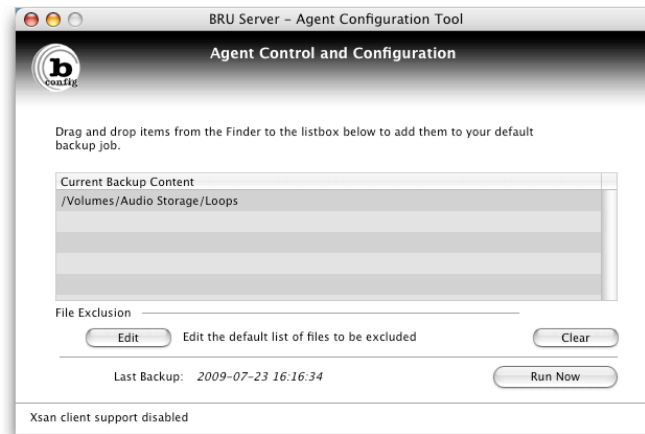 BRU Server – Agent Configuration Tool
b
config
Agent Control and Configuration
Drag and drop items from the Finder to the listbox below to add them to your default
backup job.
Current Backup Content
/Volumes/Audio Storage/Loops
File Exclusion
Edit
Edit the default list of files to be excluded
Clear
Last Backup: 2009-07-23 16:16:34
Run Now
Xsan client support disabled